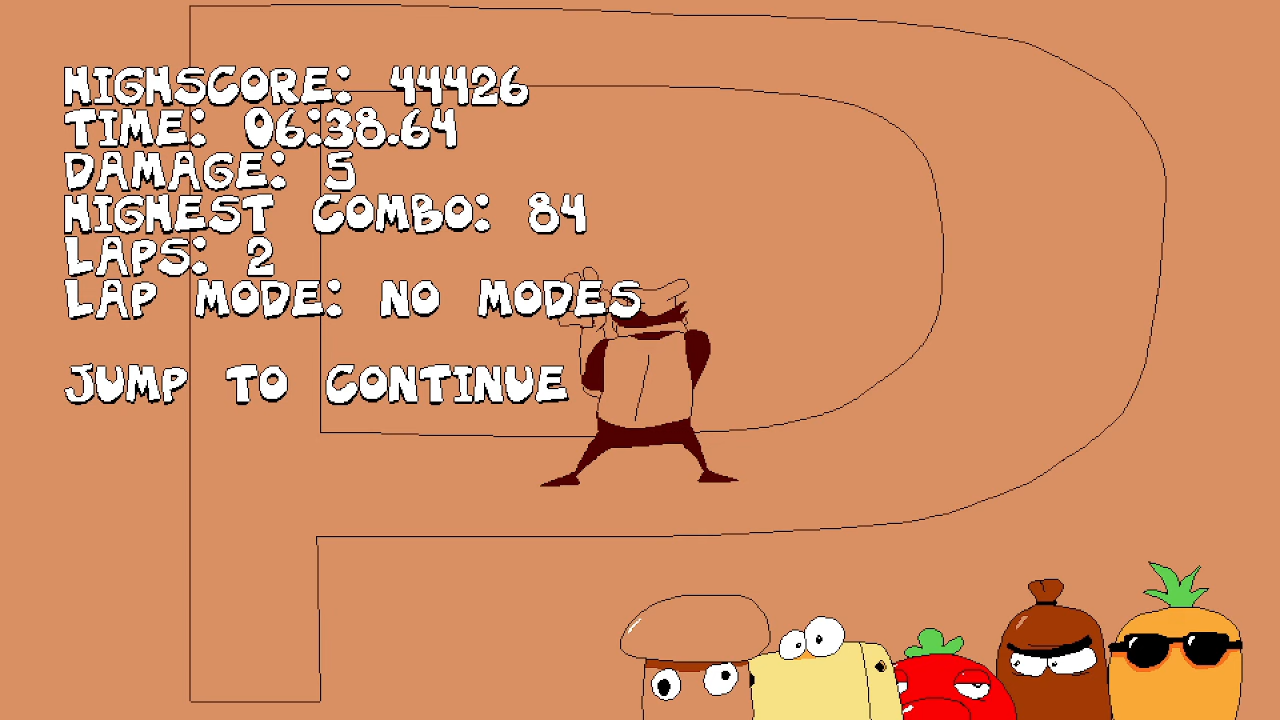 HIGHSCORE: 44426
TIME: 06:38.64
DAMAGE: 5
HIGHEST COMBO: 84
LAPS: 2
LAP MODE: NO MODES
JUMP TO CONTINUE